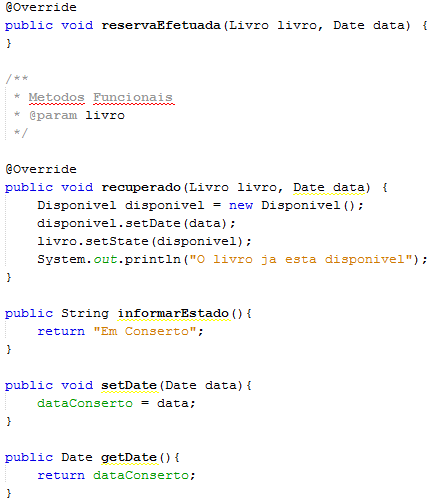 @Override
public void reservaEfetuada(Livro livro, Date data) {
}
/**
 * Metodos Funcionais
 * @param livro
 */
@Override
public void recuperado(Livro livro, Date data) {
    Disponivel disponivel = new Disponivel();
    disponivel.setDate(data);
    livro.setState(disponivel);
    System.out.println("O livro ja esta disponivel");
}
public String informarEstado(){
    return "Em Conserto";
}
public void setDate(Date data){
    dataConserto = data;
}
public Date getDate(){
    return dataConserto;
}